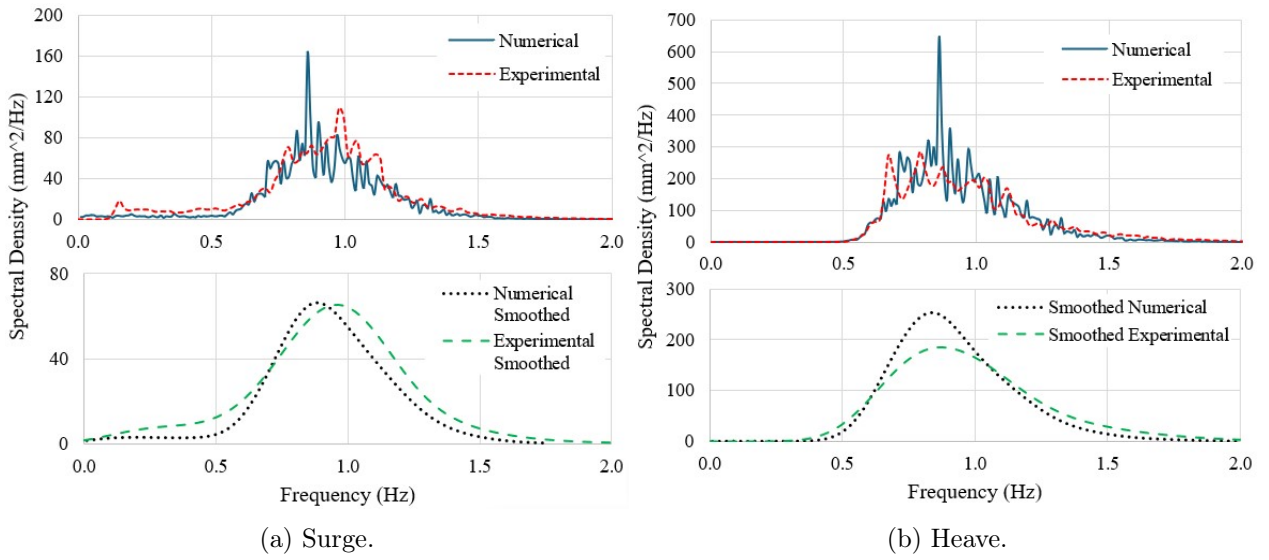 Spectral Density (mm^2/Hz)
200
160
120
80
40
0
Numerical
Experimental
0.0 0.5 1.0 1.5 2.0
80
40
0
Numerical
Smoothed
Experimental
Smoothed
0.0 0.5 1.0 1.5 2.0
Frequency (Hz)
(a) Surge.
Spectral Density (mm^2/Hz)
700
600
500
400
300
200
100
0
Numerical
Experimental
0.0 0.5 1.0 1.5 2.0
300
200
100
0
Smoothed Numerical
Smoothed Experimental
0.0 0.5 1.0 1.5 2.0
Frequency (Hz)
(b) Heave.